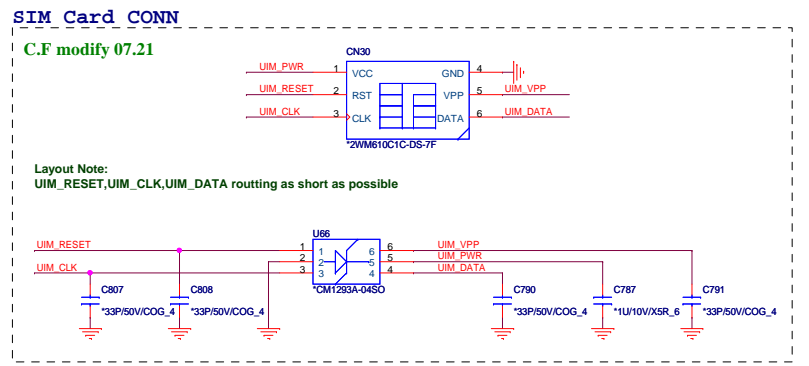 SIM Card CONN
C.F modify 07.21
CN30
UIM_PWR 1 VCC GND 4
UIM_RESET 2 RST VPP 5 UIM_VPP
UIM_CLK 3 CLK DATA 6 UIM_DATA
*2WM610C1C-DS-7F
Layout Note:
UIM_RESET,UIM_CLK,UIM_DATA routting as short as possible
U66
UIM_RESET 1 1 6 6 UIM_VPP
2 2 5 5 UIM_PWR
UIM_CLK 3 3 4 4 UIM_DATA
*CM1293A-04SO
C807 C808 C790 C787 C791
*33P/50V/COG_4 *33P/50V/COG_4 *33P/50V/COG_4 *1U/10V/X5R_6 *33P/50V/COG_4